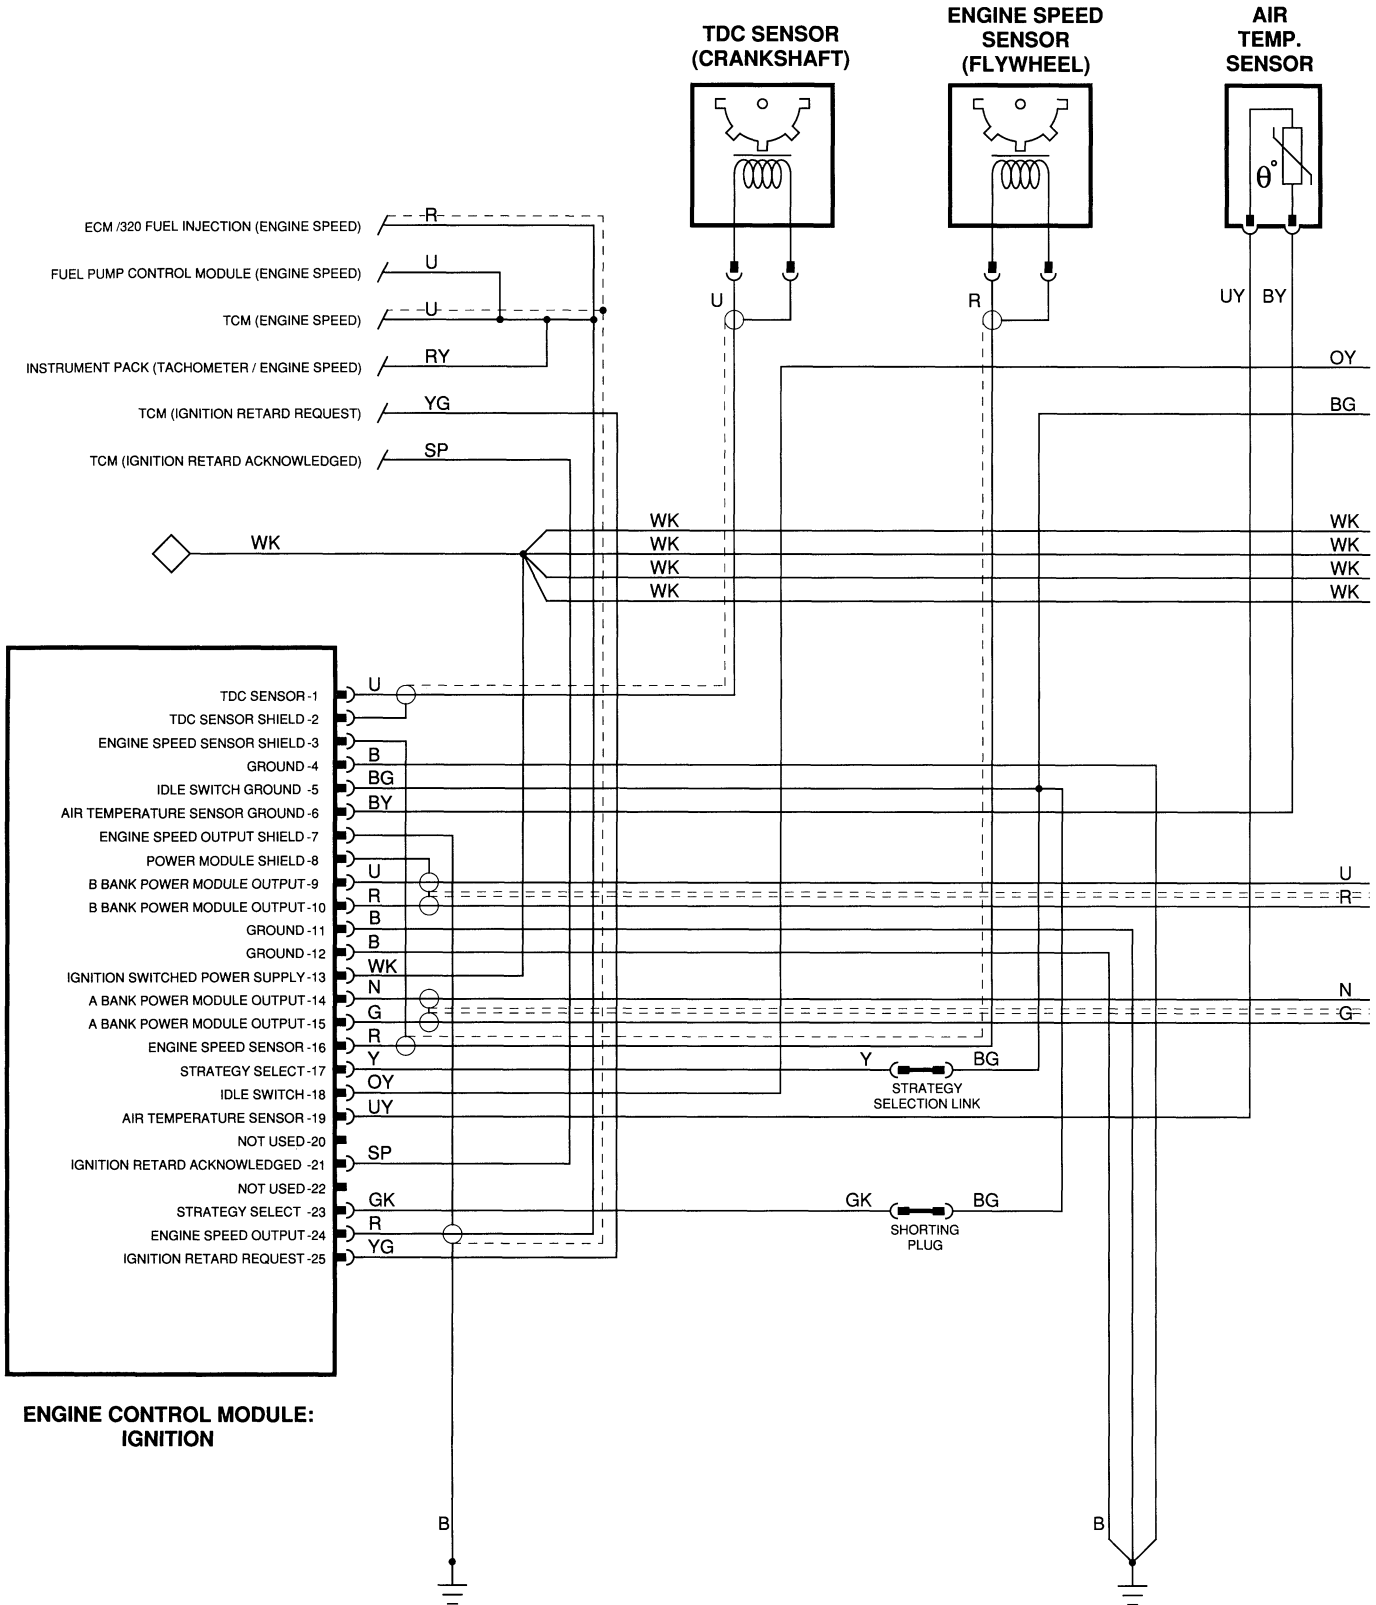 TDC SENSOR
(CRANKSHAFT)
ENGINE SPEED
SENSOR
(FLYWHEEL)
AIR
TEMP.
SENSOR
θ°
ECM /320 FUEL INJECTION (ENGINE SPEED)
R
FUEL PUMP CONTROL MODULE (ENGINE SPEED)
U
TCM (ENGINE SPEED)
U
INSTRUMENT PACK (TACHOMETER / ENGINE SPEED)
RY
TCM (IGNITION RETARD REQUEST)
YG
TCM (IGNITION RETARD ACKNOWLEDGED)
SP
U
R
UY BY
OY
BG
WK
WK WK
WK WK
WK WK
WK WK
TDC SENSOR -1 U
TDC SENSOR SHIELD -2
ENGINE SPEED SENSOR SHIELD -3
GROUND -4 B
IDLE SWITCH GROUND -5 BG
AIR TEMPERATURE SENSOR GROUND -6 BY
ENGINE SPEED OUTPUT SHIELD -7
POWER MODULE SHIELD -8
B BANK POWER MODULE OUTPUT -9 U U
B BANK POWER MODULE OUTPUT -10 R R
GROUND -11 B
GROUND -12 B
IGNITION SWITCHED POWER SUPPLY -13 WK
A BANK POWER MODULE OUTPUT -14 N N
A BANK POWER MODULE OUTPUT -15 G G
ENGINE SPEED SENSOR -16 R
STRATEGY SELECT -17 Y Y BG
STRATEGY
SELECTION LINK
IDLE SWITCH -18 OY
AIR TEMPERATURE SENSOR -19 UY
NOT USED -20
IGNITION RETARD ACKNOWLEDGED -21 SP
NOT USED -22
STRATEGY SELECT -23 GK GK BG
SHORTING
PLUG
ENGINE SPEED OUTPUT -24 R
IGNITION RETARD REQUEST -25 YG
ENGINE CONTROL MODULE:
IGNITION
B
B